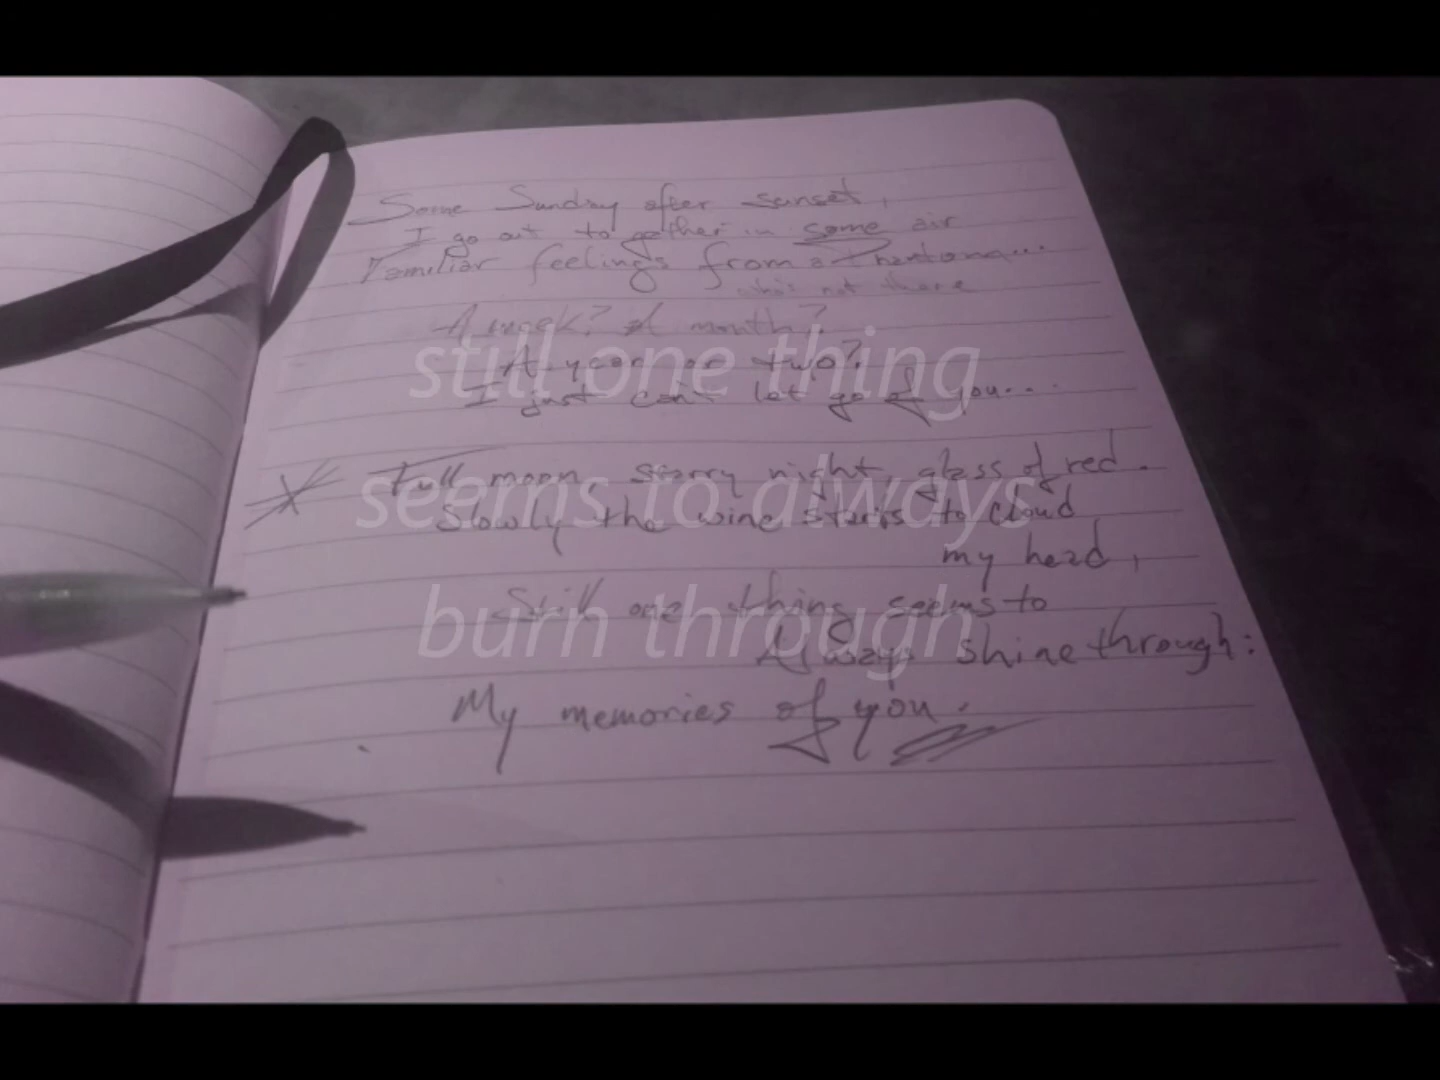 Some Sunday after sunset,
I go out to gather in some air
Familiar feelings from a Phantom...
who's not there
A week? A month?
A year or two?
I just can't let go of you...
Full moon, starry night, glass of red.
Slowly the wine starts to cloud
my head,
Still one thing seems to
Always shine through:
My memories of you.
still one thing
seems to always
burn through